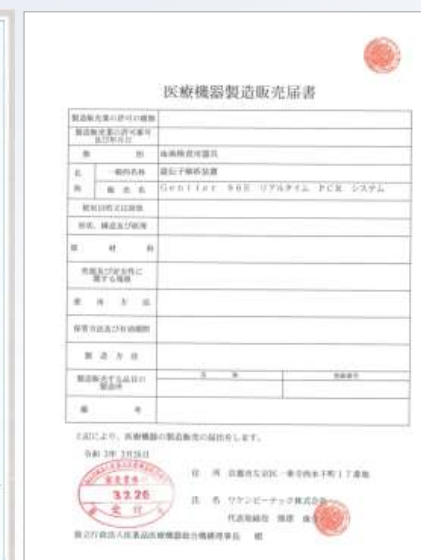 医療機器製造販売届書
製造販売業の許可の種類
製造販売業の許可番号
及び年月日
類 別 血液検査用器具
名 一般的名称 遺伝子解析装置
称 販売名 Gentier 96E リアルタイム PCR システム
使用目的又は効果
形状、構造及び原理
原 材 料
性能及び安全性に
関する規格
使 用 方 法
保管方法及び有効期間
製 造 方 法
製造販売する品目の
製造所
名 称 登録番号
備 考
上記により、医療機器の製造販売の届出をします。
令和 3年 3月26日
住 所 京都市左京区一乗寺西水干町17番地
氏 名 ワケンビーテック株式会社
代表取締役
3.26
受 付
独立行政法人医薬品医療機器総合機構理事長 殿